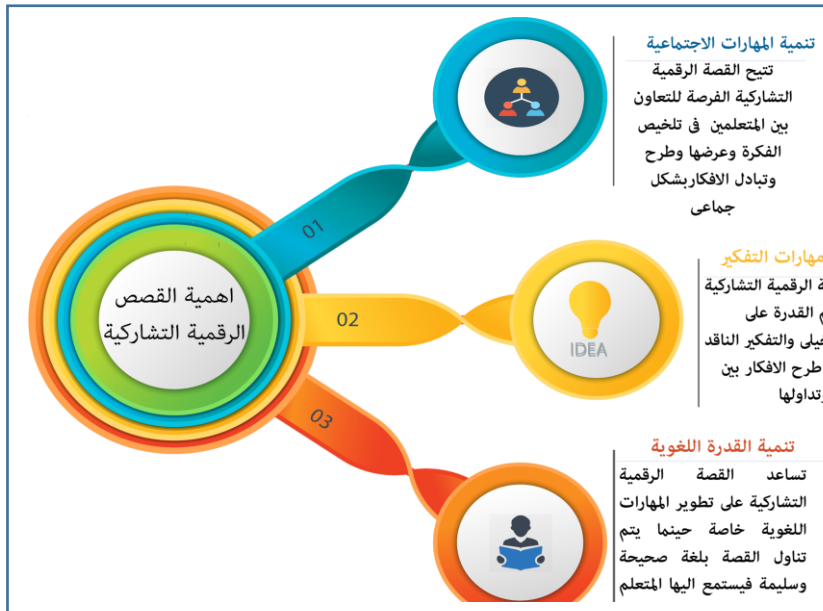 تنمية المهارات الاجتماعية
تتيح القصة الرقمية
التشاركية الفرصة للتعاون
بين المتعلمين فى تلخيص
الفكرة وعرضها وطرح
وتبادل الافكاربشكل
جماعى
01
اهمية القصص
الرقمية التشاركية
02
IDEA
مهارات التفكير
الرقمية التشاركية
القدرة على
والتفكير الناقد
طرح الافكار بين
وتداولها
03
تنمية القدرة اللغوية
تساعد القصة الرقمية
التشاركية على تطوير المهارات
اللغوية خاصة حينما يتم
تناول القصة بلغة صحيحة
وسليمة فيستمع اليها المتعلم